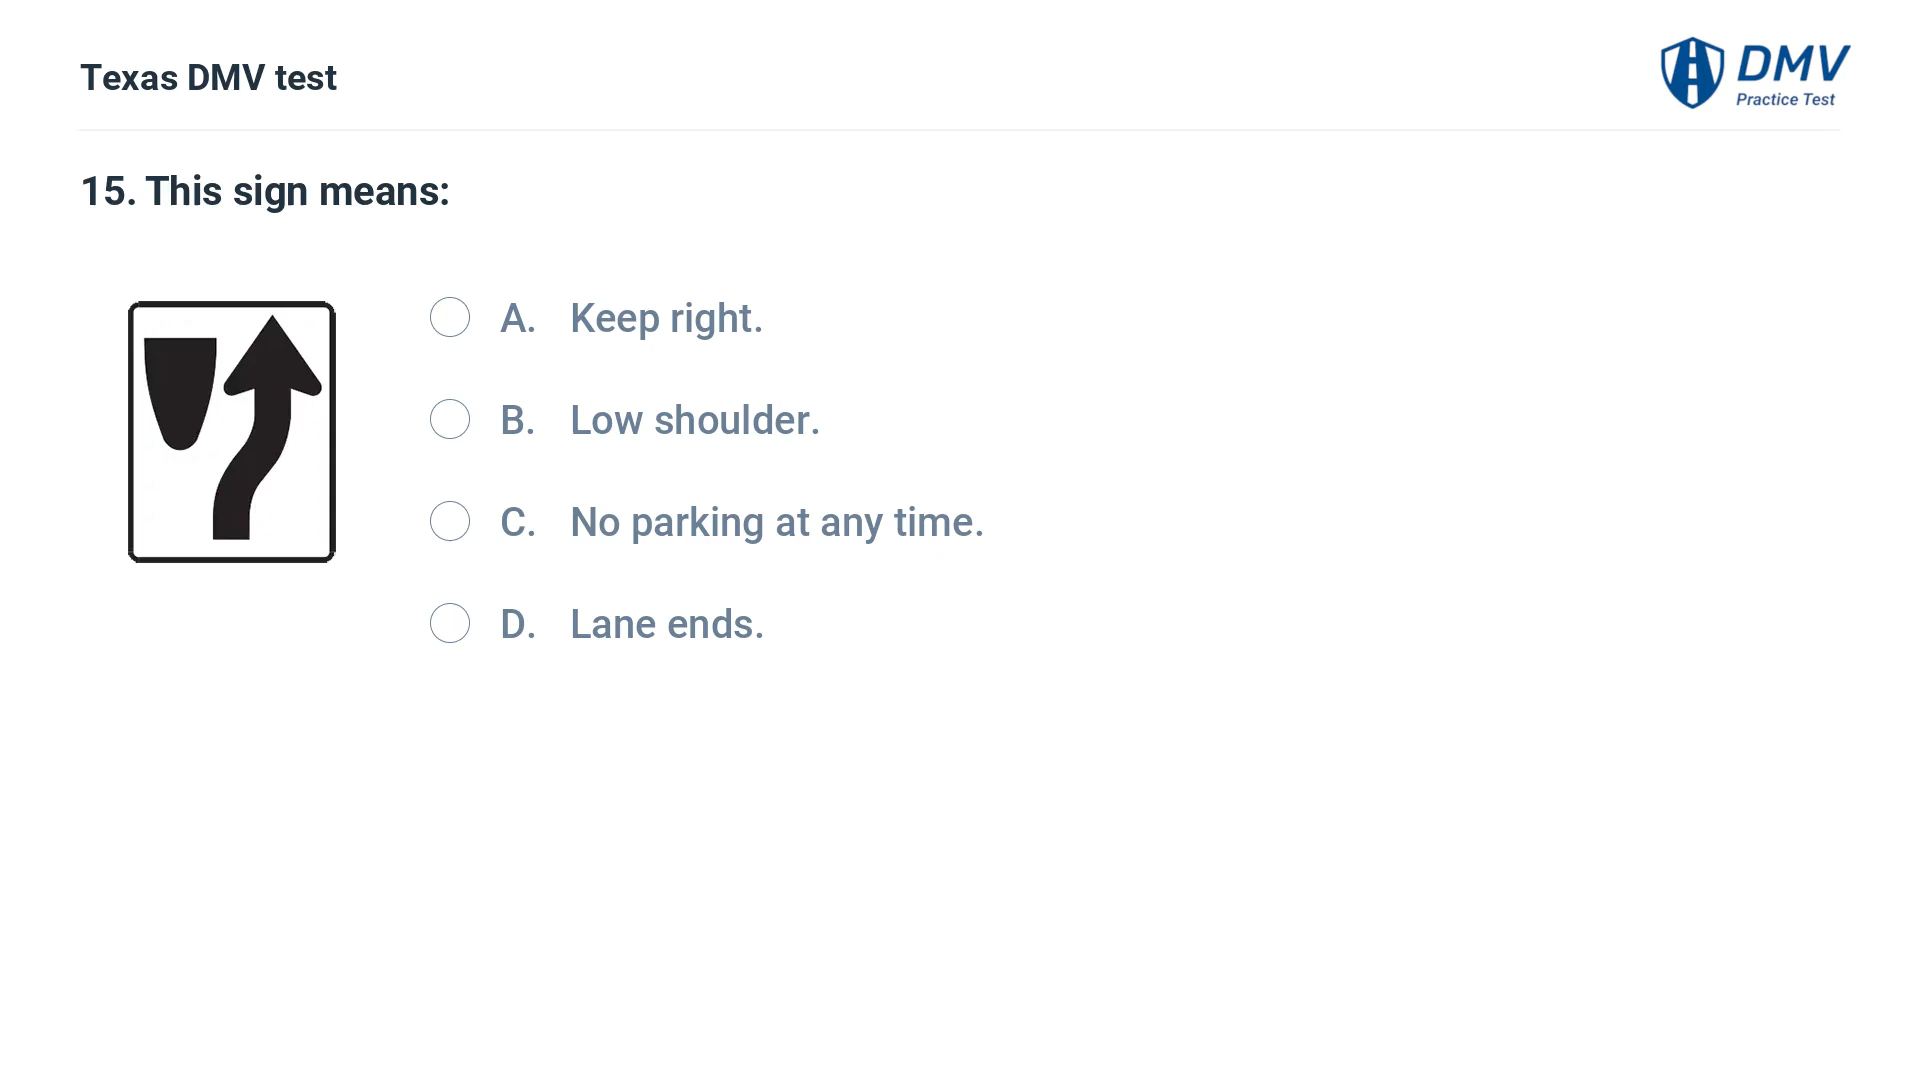 Texas DMV test
DMV
Practice Test
15. This sign means:
A. Keep right.
B. Low shoulder.
C. No parking at any time.
D. Lane ends.